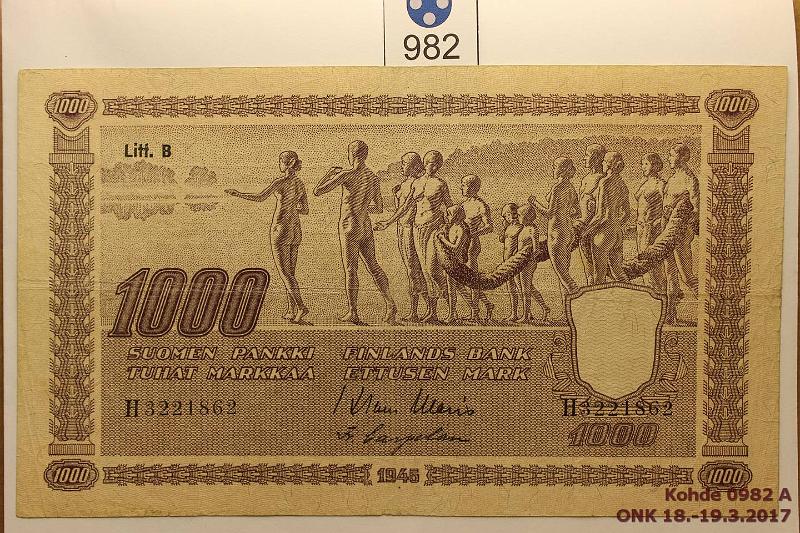 982
1000 1000
Litt. B
1000
SUOMEN PANKKI FINLANDS BANK
TUHAT MARKKAA ETTUSEN MARK
H3221862 H3221862
1000
1000 1945 1000
Kohde 0982 A
ONK 18.-19.3.2017